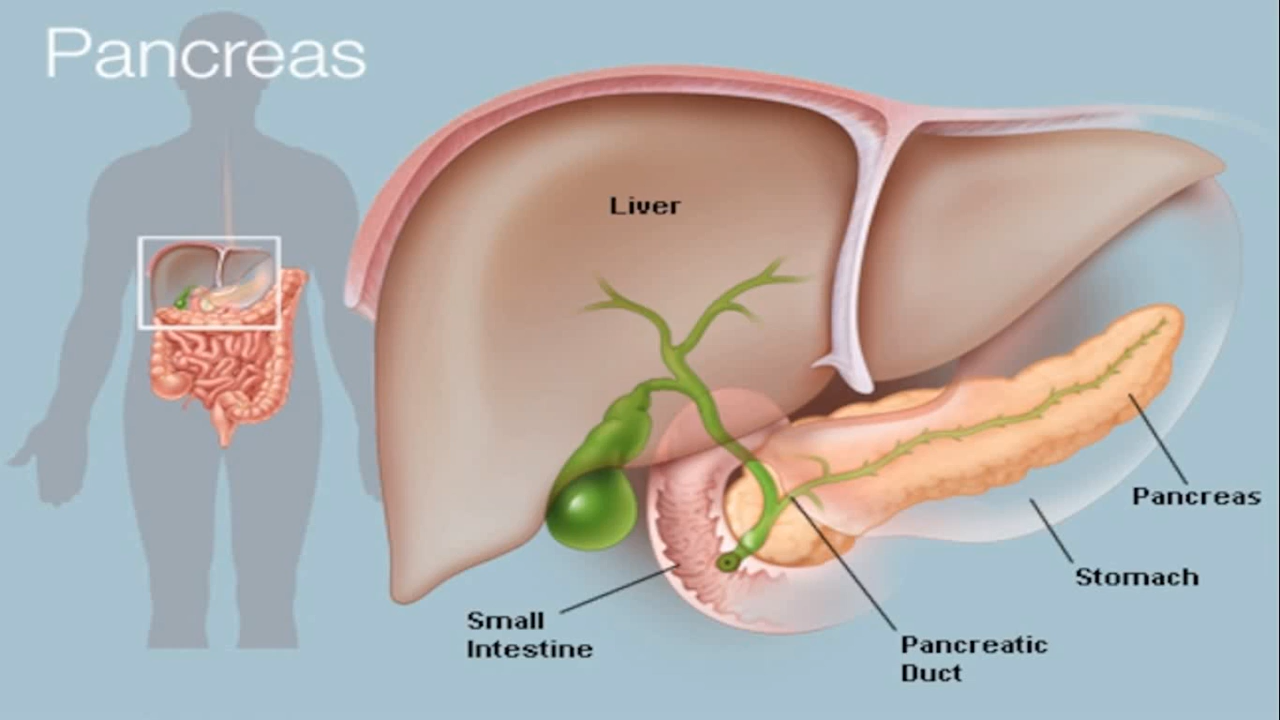 Pancreas
Liver
Pancreas
Stomach
Small
Intestine
Pancreatic
Duct